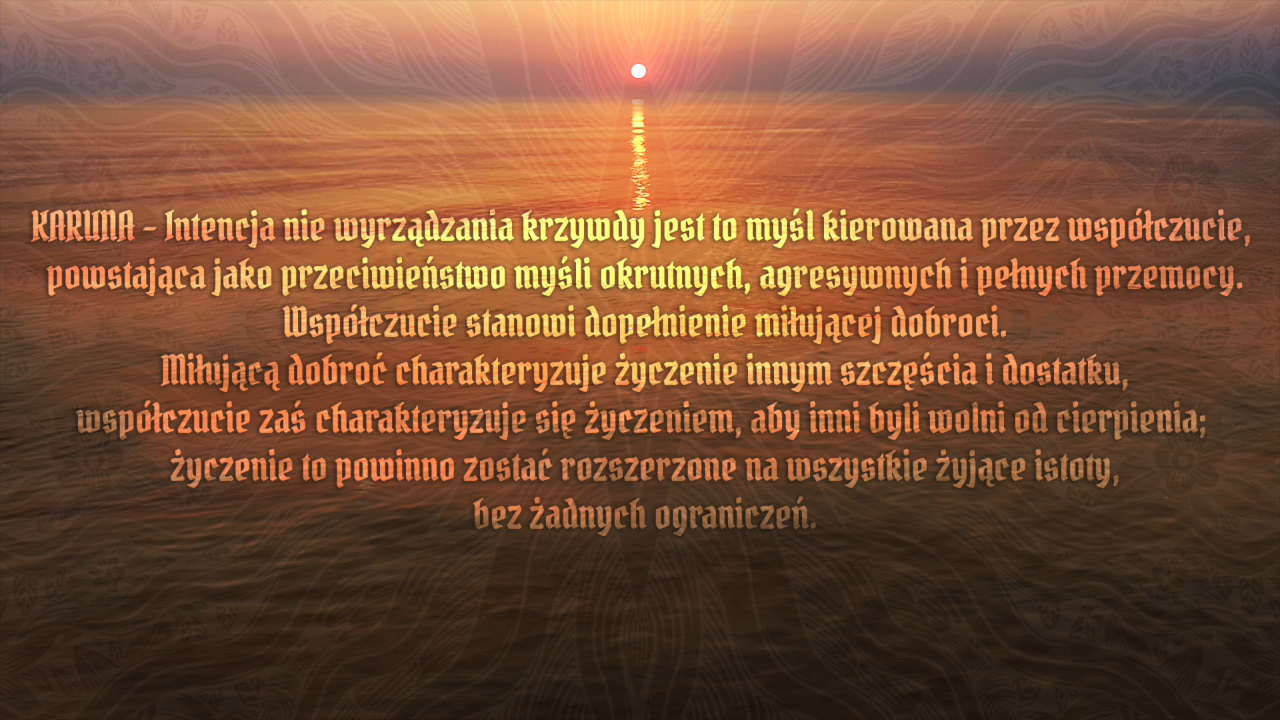 KARUNA - Intencja nie wyrządzania krzywdy jest to myśl kierowana przez współczucie,
powstająca jako przeciwieństwo myśli okrutnych, agresywnych i pełnych przemocy.
Współczucie stanowi dopełnienie miłującej dobroci.
Miłującą dobroć charakteryzuje życzenie innym szczęścia i dostatku,
współczucie zaś charakteryzuje się życzeniem, aby inni byli wolni od cierpienia;
życzenie to powinno zostać rozszerzone na wszystkie żyjące istoty,
bez żadnych ograniczeń.